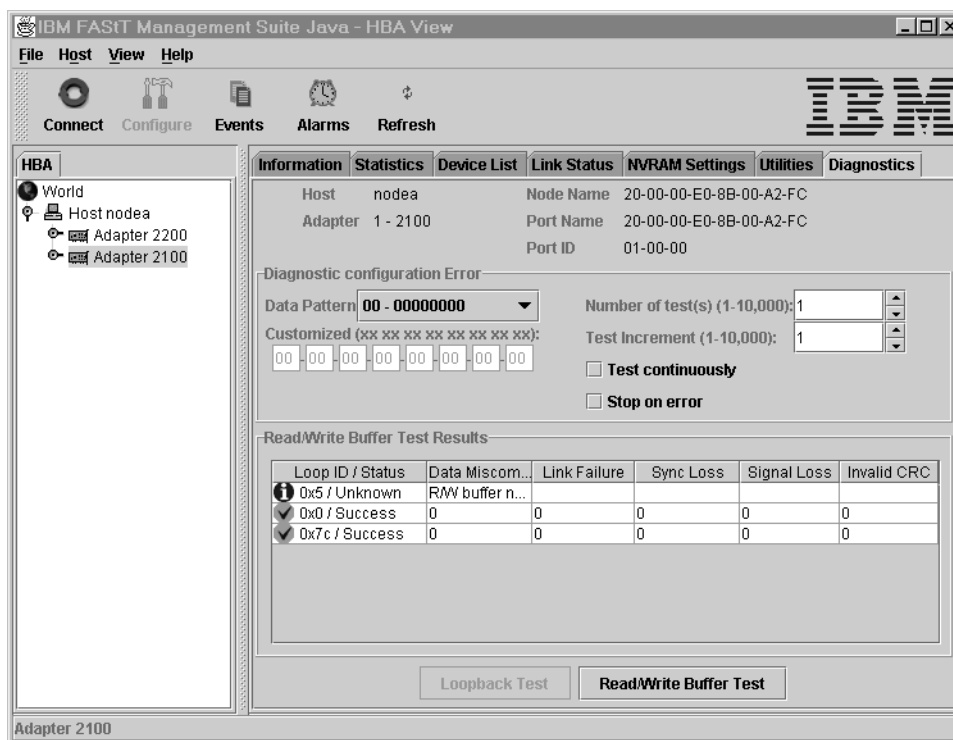 IBM FAStT Management Suite Java - HBA View
File Host View Help
Connect Configure Events Alarms Refresh
IBM
HBA
World
Host nodea
Adapter 2200
Adapter 2100
Information Statistics Device List Link Status NVRAM Settings Utilities Diagnostics
Host nodea Node Name 20-00-00-E0-8B-00-A2-FC
Adapter 1 - 2100 Port Name 20-00-00-E0-8B-00-A2-FC
Port ID 01-00-00
Diagnostic configuration Error
Data Pattern 00 - 00000000 Number of test(s) (1-10,000): 1
Customized (xx xx xx xx xx xx xx xx): Test Increment (1-10,000): 1
00 - 00 - 00 - 00 - 00 - 00 - 00 - 00
Test continuously
Stop on error
Read/Write Buffer Test Results
Loop ID / Status Data Miscom... Link Failure Sync Loss Signal Loss Invalid CRC
0x5 / Unknown R/W buffer n...
0x0 / Success 0 0 0 0 0
0x7c / Success 0 0 0 0 0
Loopback Test Read/Write Buffer Test
Adapter 2100